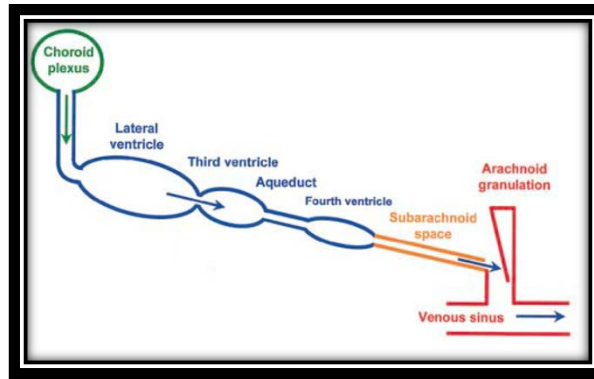 Choroid
plexus
Lateral
ventricle
Third ventricle
Aqueduct
Fourth ventricle
Subarachnoid
space
Arachnoid
granulation
Venous sinus